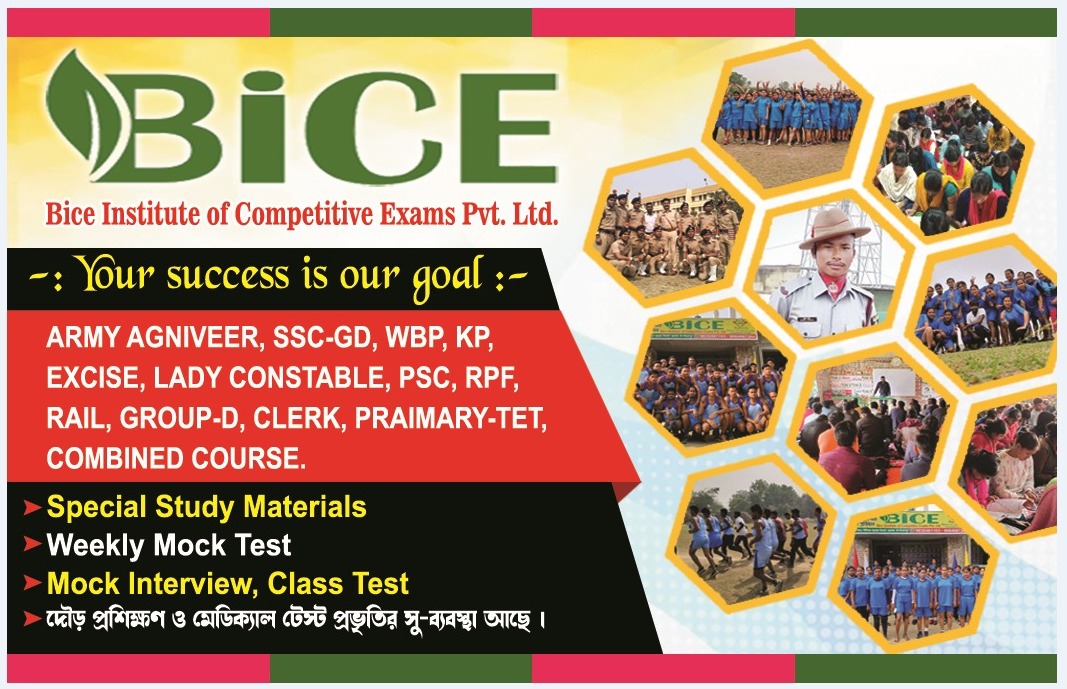 BiCE
Bice Institute of Competitive Exams Pvt. Ltd.
-: Your success is our goal :-
ARMY AGNIVEER, SSC-GD, WBP, KP,
EXCISE, LADY CONSTABLE, PSC, RPF,
RAIL, GROUP-D, CLERK, PRAIMARY-TET,
COMBINED COURSE.
Special Study Materials
Weekly Mock Test
Mock Interview, Class Test
দৌড় প্রশিক্ষণ ও মেডিক্যাল টেস্ট প্রভৃতির সু-ব্যবস্থা আছে ।
BiCE
BiCE